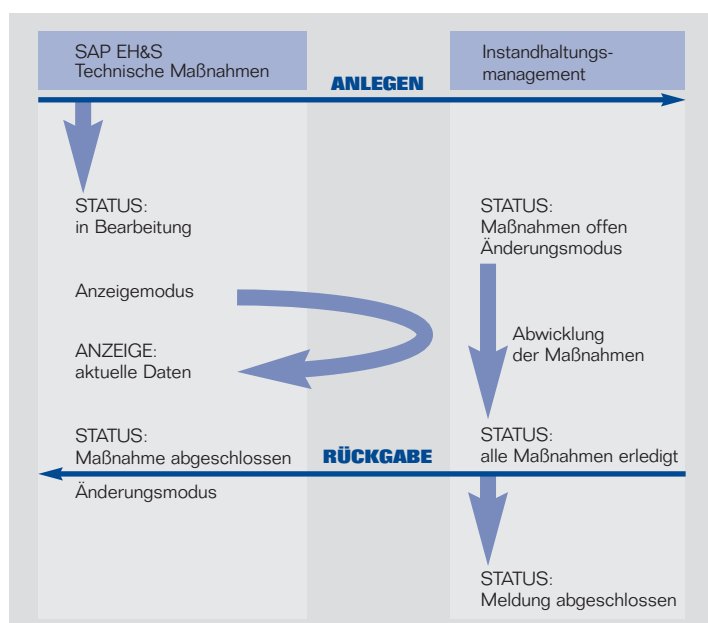 SAP EH&S
Technische Maßnahmen
Instandhaltungs-
management
ANLEGEN
STATUS:
in Bearbeitung
STATUS:
Maßnahmen offen
Änderungsmodus
Anzeigemodus
Abwicklung
der Maßnahmen
ANZEIGE:
aktuelle Daten
STATUS:
Maßnahme abgeschlossen
RÜCKGABE
STATUS:
alle Maßnahmen erledigt
Änderungsmodus
STATUS:
Meldung abgeschlossen